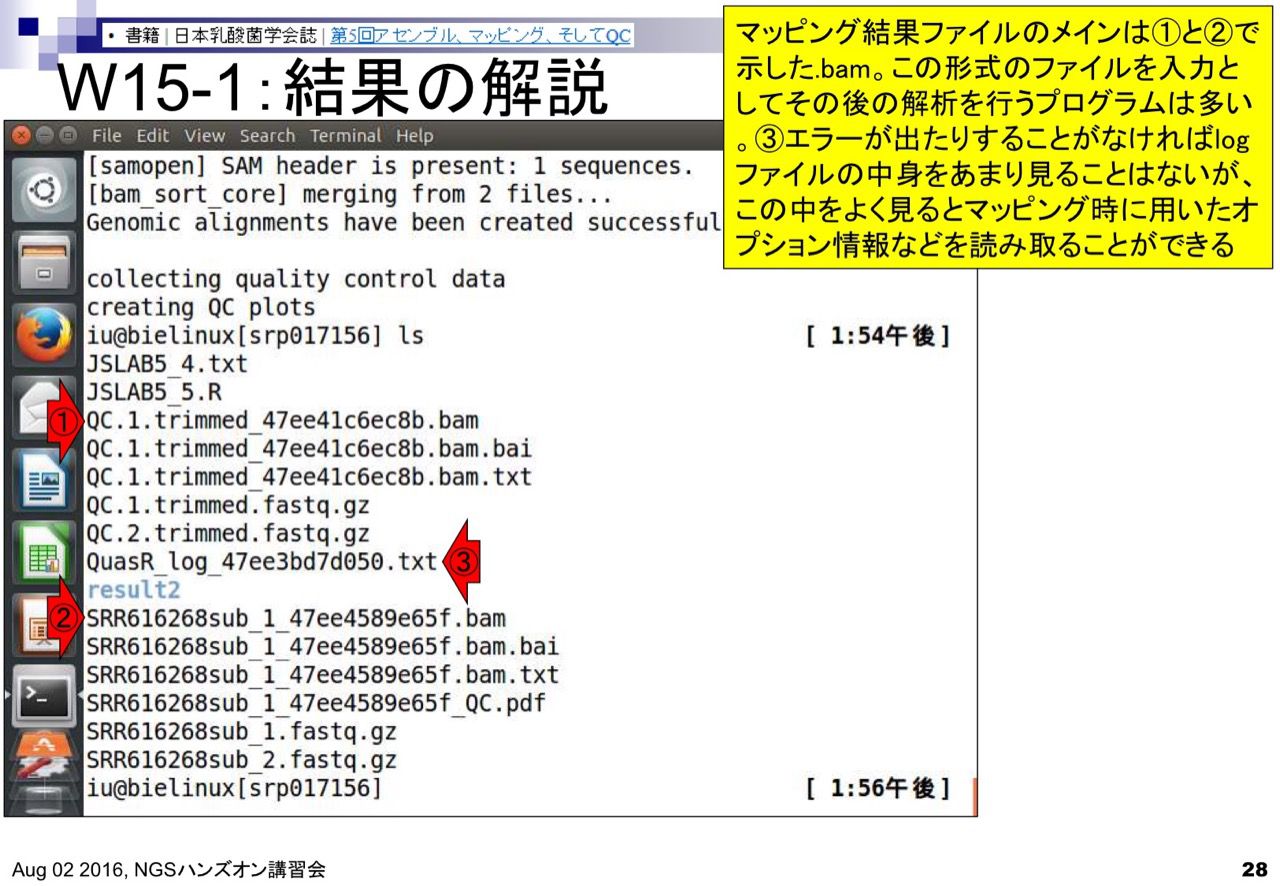 • 書籍 | 日本乳酸菌学会誌 | 第5回アセンブル、マッピング、そしてQC
W15-1：結果の解説
マッピング結果ファイルのメインは①と②で
示した.bam。この形式のファイルを入力と
してその後の解析を行うプログラムは多い
。③エラーが出たりすることがなければlog
ファイルの中身をあまり見ることはないが、
この中をよく見るとマッピング時に用いたオ
プション情報などを読み取ることができる
File Edit View Search Terminal Help
[samopen] SAM header is present: 1 sequences.
[bam_sort_core] merging from 2 files...
Genomic alignments have been created successful
collecting quality control data
creating QC plots
iu@bielinux[srp017156] ls [ 1:54午後]
JSLAB5_4.txt
JSLAB5_5.R
① QC.1.trimmed_47ee41c6ec8b.bam
QC.1.trimmed_47ee41c6ec8b.bam.bai
QC.1.trimmed_47ee41c6ec8b.bam.txt
QC.1.trimmed.fastq.gz
QC.2.trimmed.fastq.gz
QuasR_log_47ee3bd7d050.txt ③
result2
② SRR616268sub_1_47ee4589e65f.bam
SRR616268sub_1_47ee4589e65f.bam.bai
SRR616268sub_1_47ee4589e65f.bam.txt
SRR616268sub_1_47ee4589e65f_QC.pdf
SRR616268sub_1.fastq.gz
SRR616268sub_2.fastq.gz
iu@bielinux[srp017156] [ 1:56午後]
Aug 02 2016, NGSハンズオン講習会
28